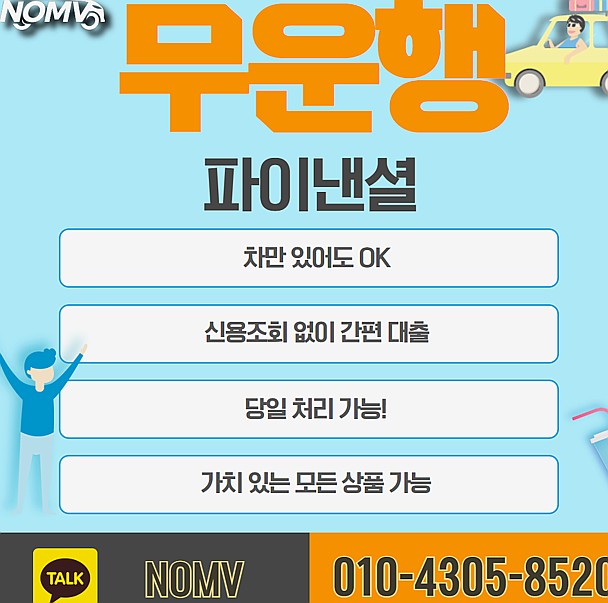 NOMV
무운행
파이낸셜
차만 있어도 OK
신용조회 없이 간편 대출
당일 처리 가능!
가치 있는 모든 상품 가능
TALK NOMV 010-4305-8520